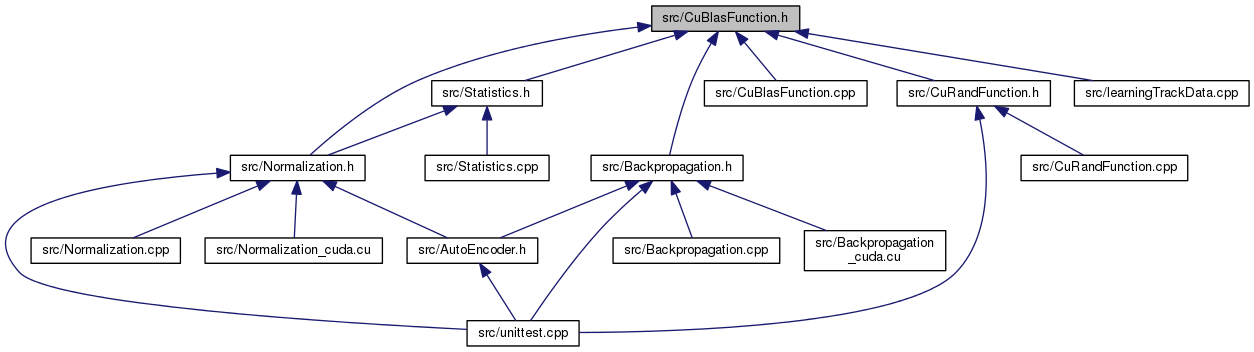 src/CuBlasFunction.h
src/Statistics.h
src/CuBlasFunction.cpp
src/CuRandFunction.h
src/learningTrackData.cpp
src/Normalization.h
src/Statistics.cpp
src/Backpropagation.h
src/CuRandFunction.cpp
src/Normalization.cpp
src/Normalization_cuda.cu
src/AutoEncoder.h
src/Backpropagation.cpp
src/Backpropagation
_cuda.cu
src/unittest.cpp